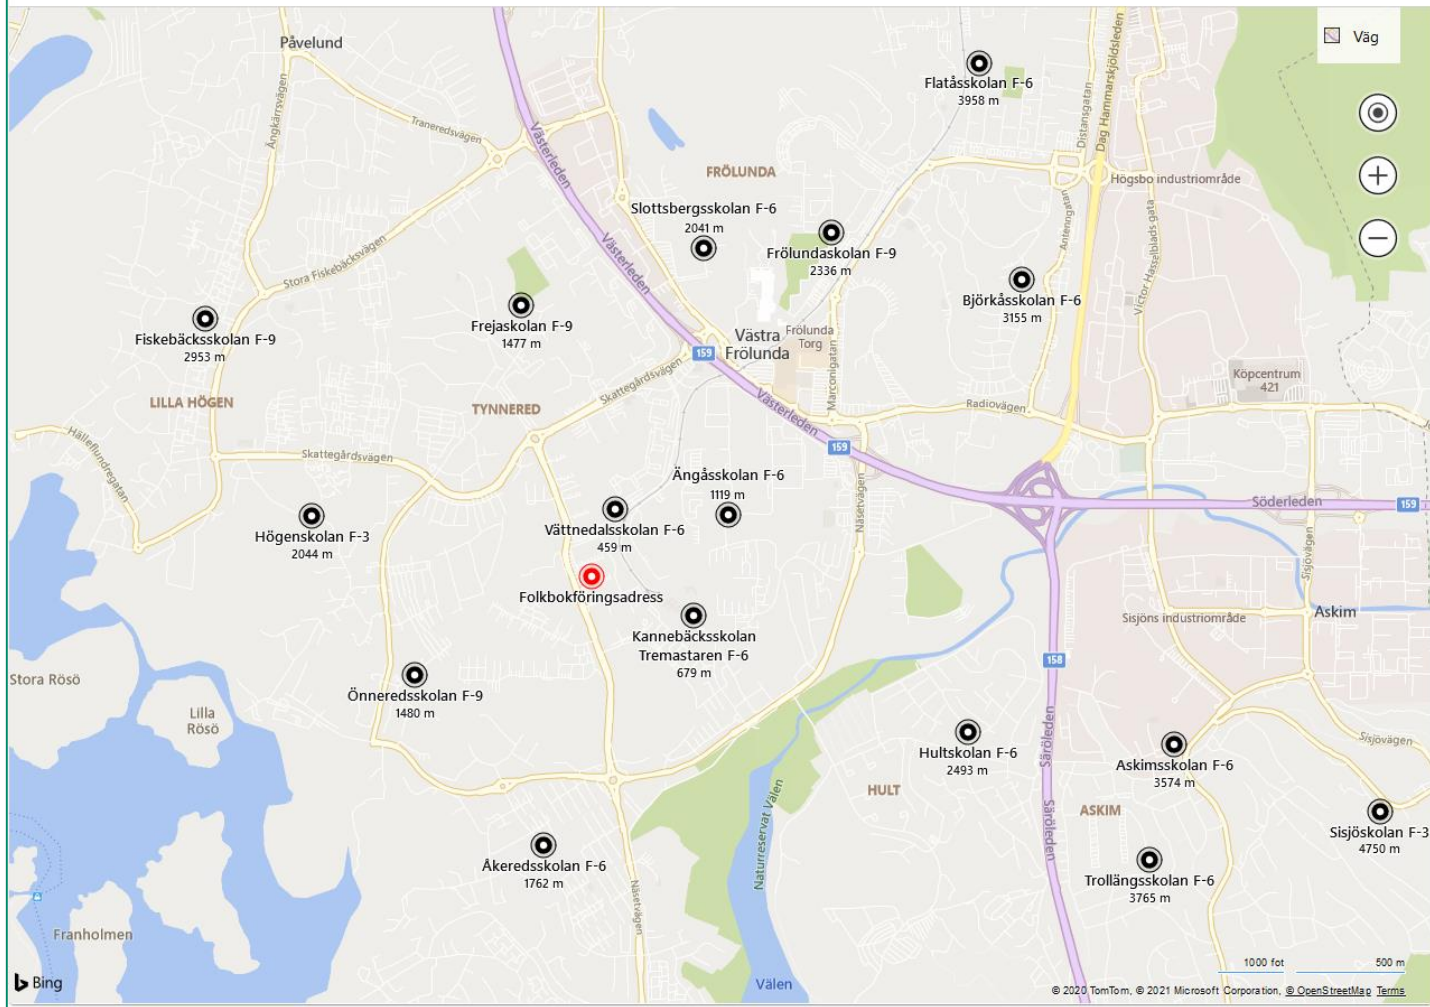 Påvelund
Väg
Flatåsskolan F-6
3958 m
Ängkärrsvägen
Traneredsvägen
Västerleden
Distansgatan
Dag Hammarskjöldsleden
FRÖLUNDA
Högsbo industriområde
Slottsbergsskolan F-6
2041 m
Antenngatan
Victor Hasselblads gata
Stora Fiskebäcksvägen
Västerleden
Frölundaskolan F-9
2336 m
Björkåsskolan F-6
3155 m
Fiskebäcksskolan F-9
2953 m
Frejaskolan F-9
1477 m
Västra
Frölunda
Frölunda
Torg
159
Marconigatan
Skattegårdsvägen
Köpcentrum
421
LILLA HÖGEN
TYNNERED
Västerleden
Radiovägen
Hälleflundregatan
Skattegårdsvägen
159
Ängåsskolan F-6
1119 m
Näsetvägen
Söderleden
159
Högenskolan F-3
2044 m
Vättnedalsskolan F-6
459 m
Sisjövägen
Folkbokföringsadress
Sisjöns industriområde
Askim
Kannebäcksskolan
Tremastaren F-6
679 m
158
Stora Rösö
Önneredsskolan F-9
1480 m
Lilla
Rösö
Säröleden
Hultskolan F-6
2493 m
Sisjövägen
Askimsskolan F-6
3574 m
HULT
Naturreservat Välen
ASKIM
Säröleden
Sisjöskolan F-3
4750 m
Åkeredsskolan F-6
1762 m
Trollängsskolan F-6
3765 m
Näsetvägen
Franholmen
Bing
Välen
1000 fot
500 m
© 2020 TomTom, © 2021 Microsoft Corporation, © OpenStreetMap Terms